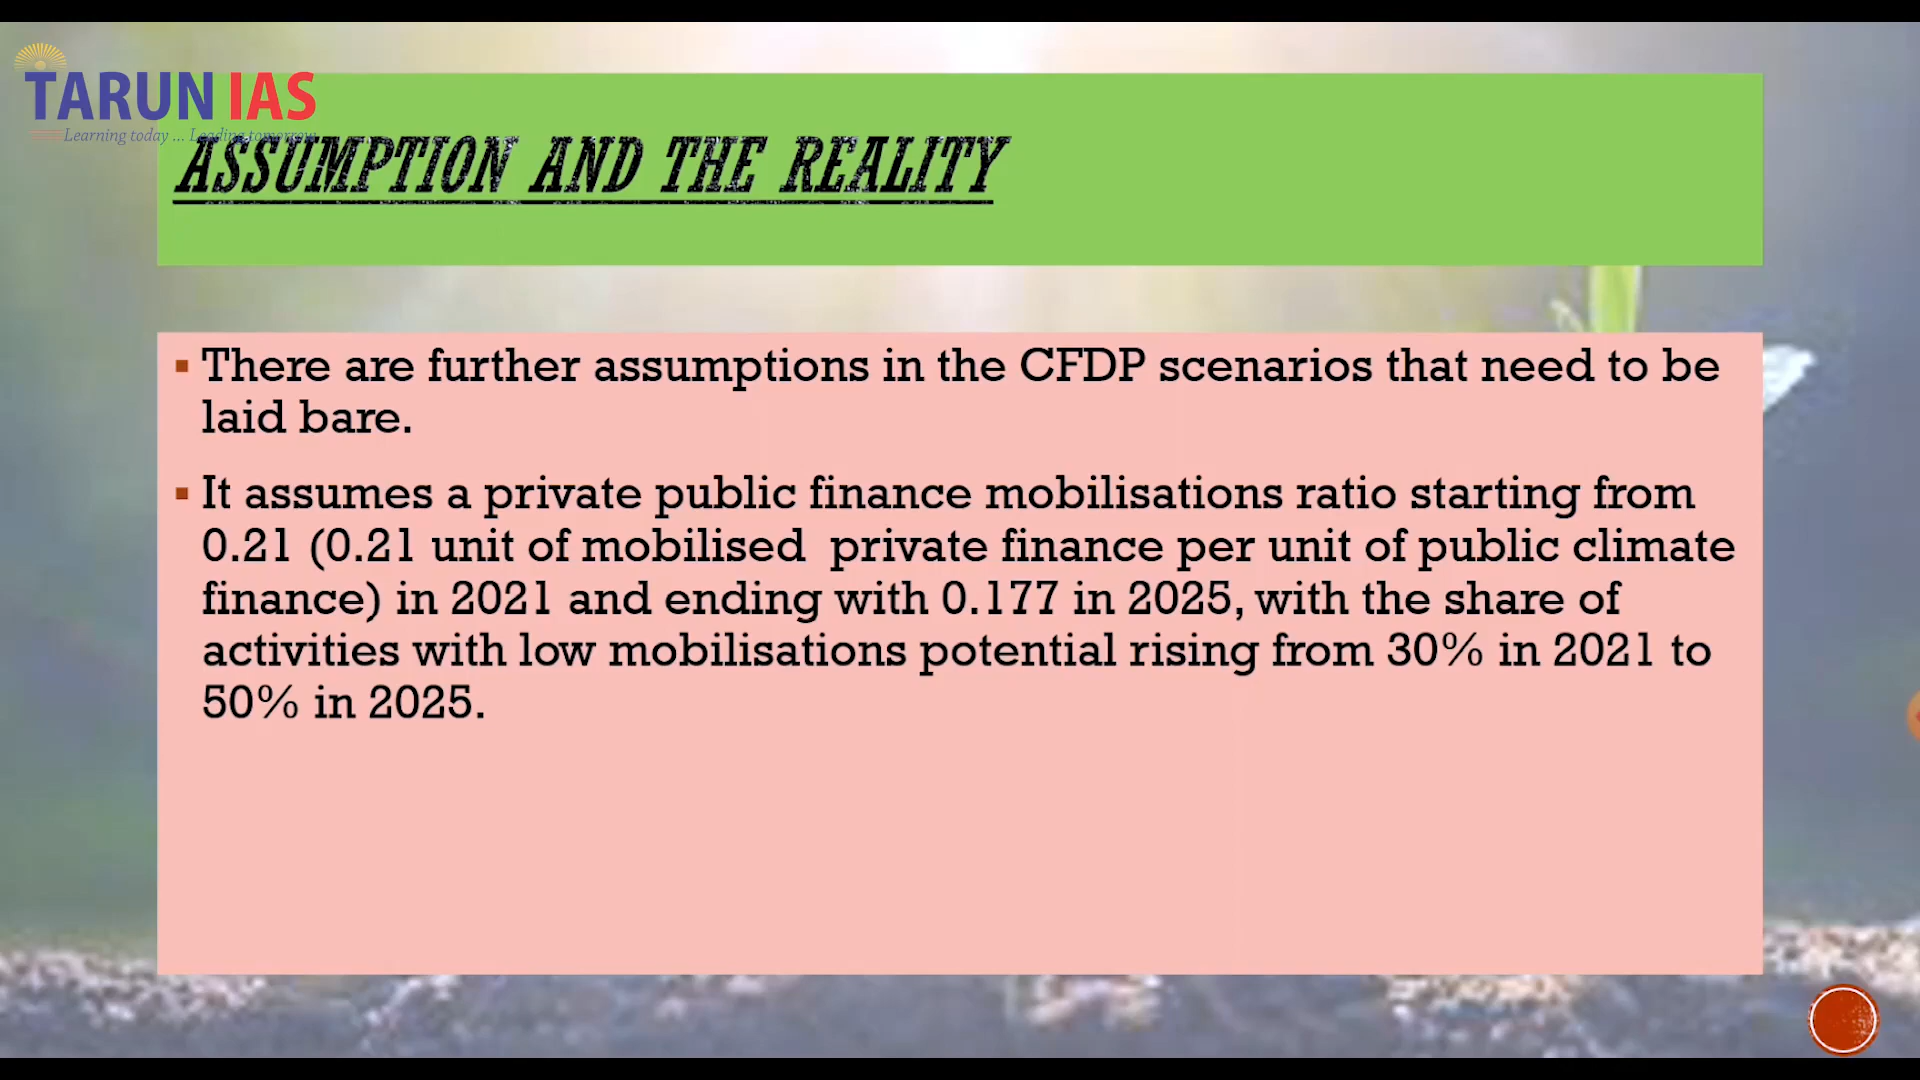 TARUN IAS
Learning today ... Leading tomorrow
ASSUMPTION AND THE REALITY
▪ There are further assumptions in the CFDP scenarios that need to be
laid bare.
▪ It assumes a private public finance mobilisations ratio starting from
0.21 (0.21 unit of mobilised private finance per unit of public climate
finance) in 2021 and ending with 0.177 in 2025, with the share of
activities with low mobilisations potential rising from 30% in 2021 to
50% in 2025.